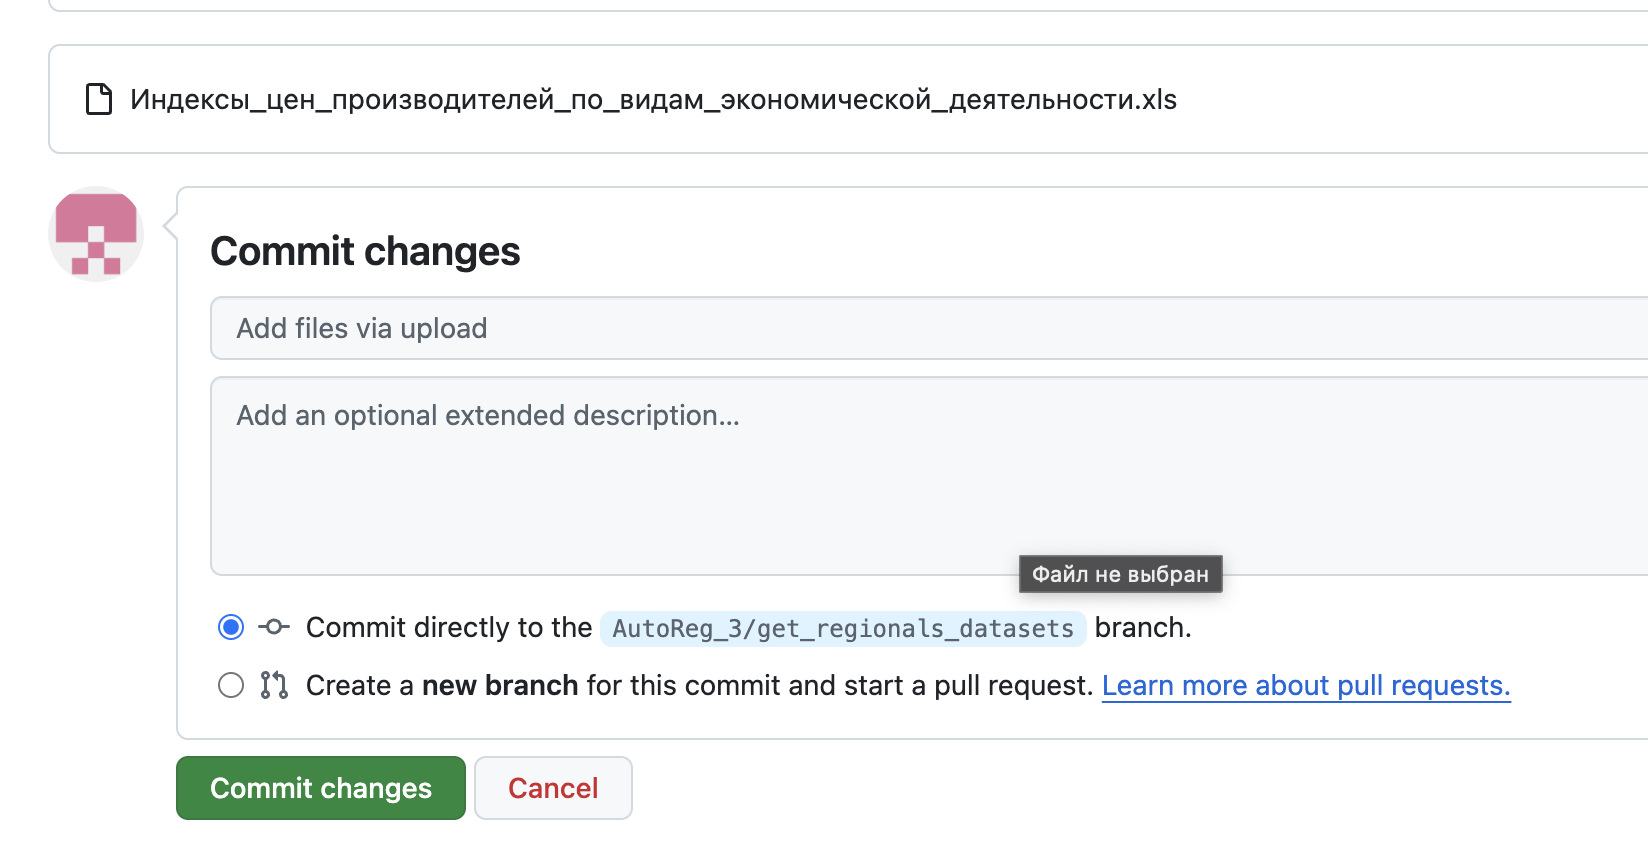 Индексы_цен_производителей_по_видам_экономической_деятельности.xls
Commit changes
Add files via upload
Add an optional extended description...
Файл не выбран
Commit directly to the AutoReg_3/get_regionals_datasets branch.
Create a new branch for this commit and start a pull request. Learn more about pull requests.
Commit changes
Cancel